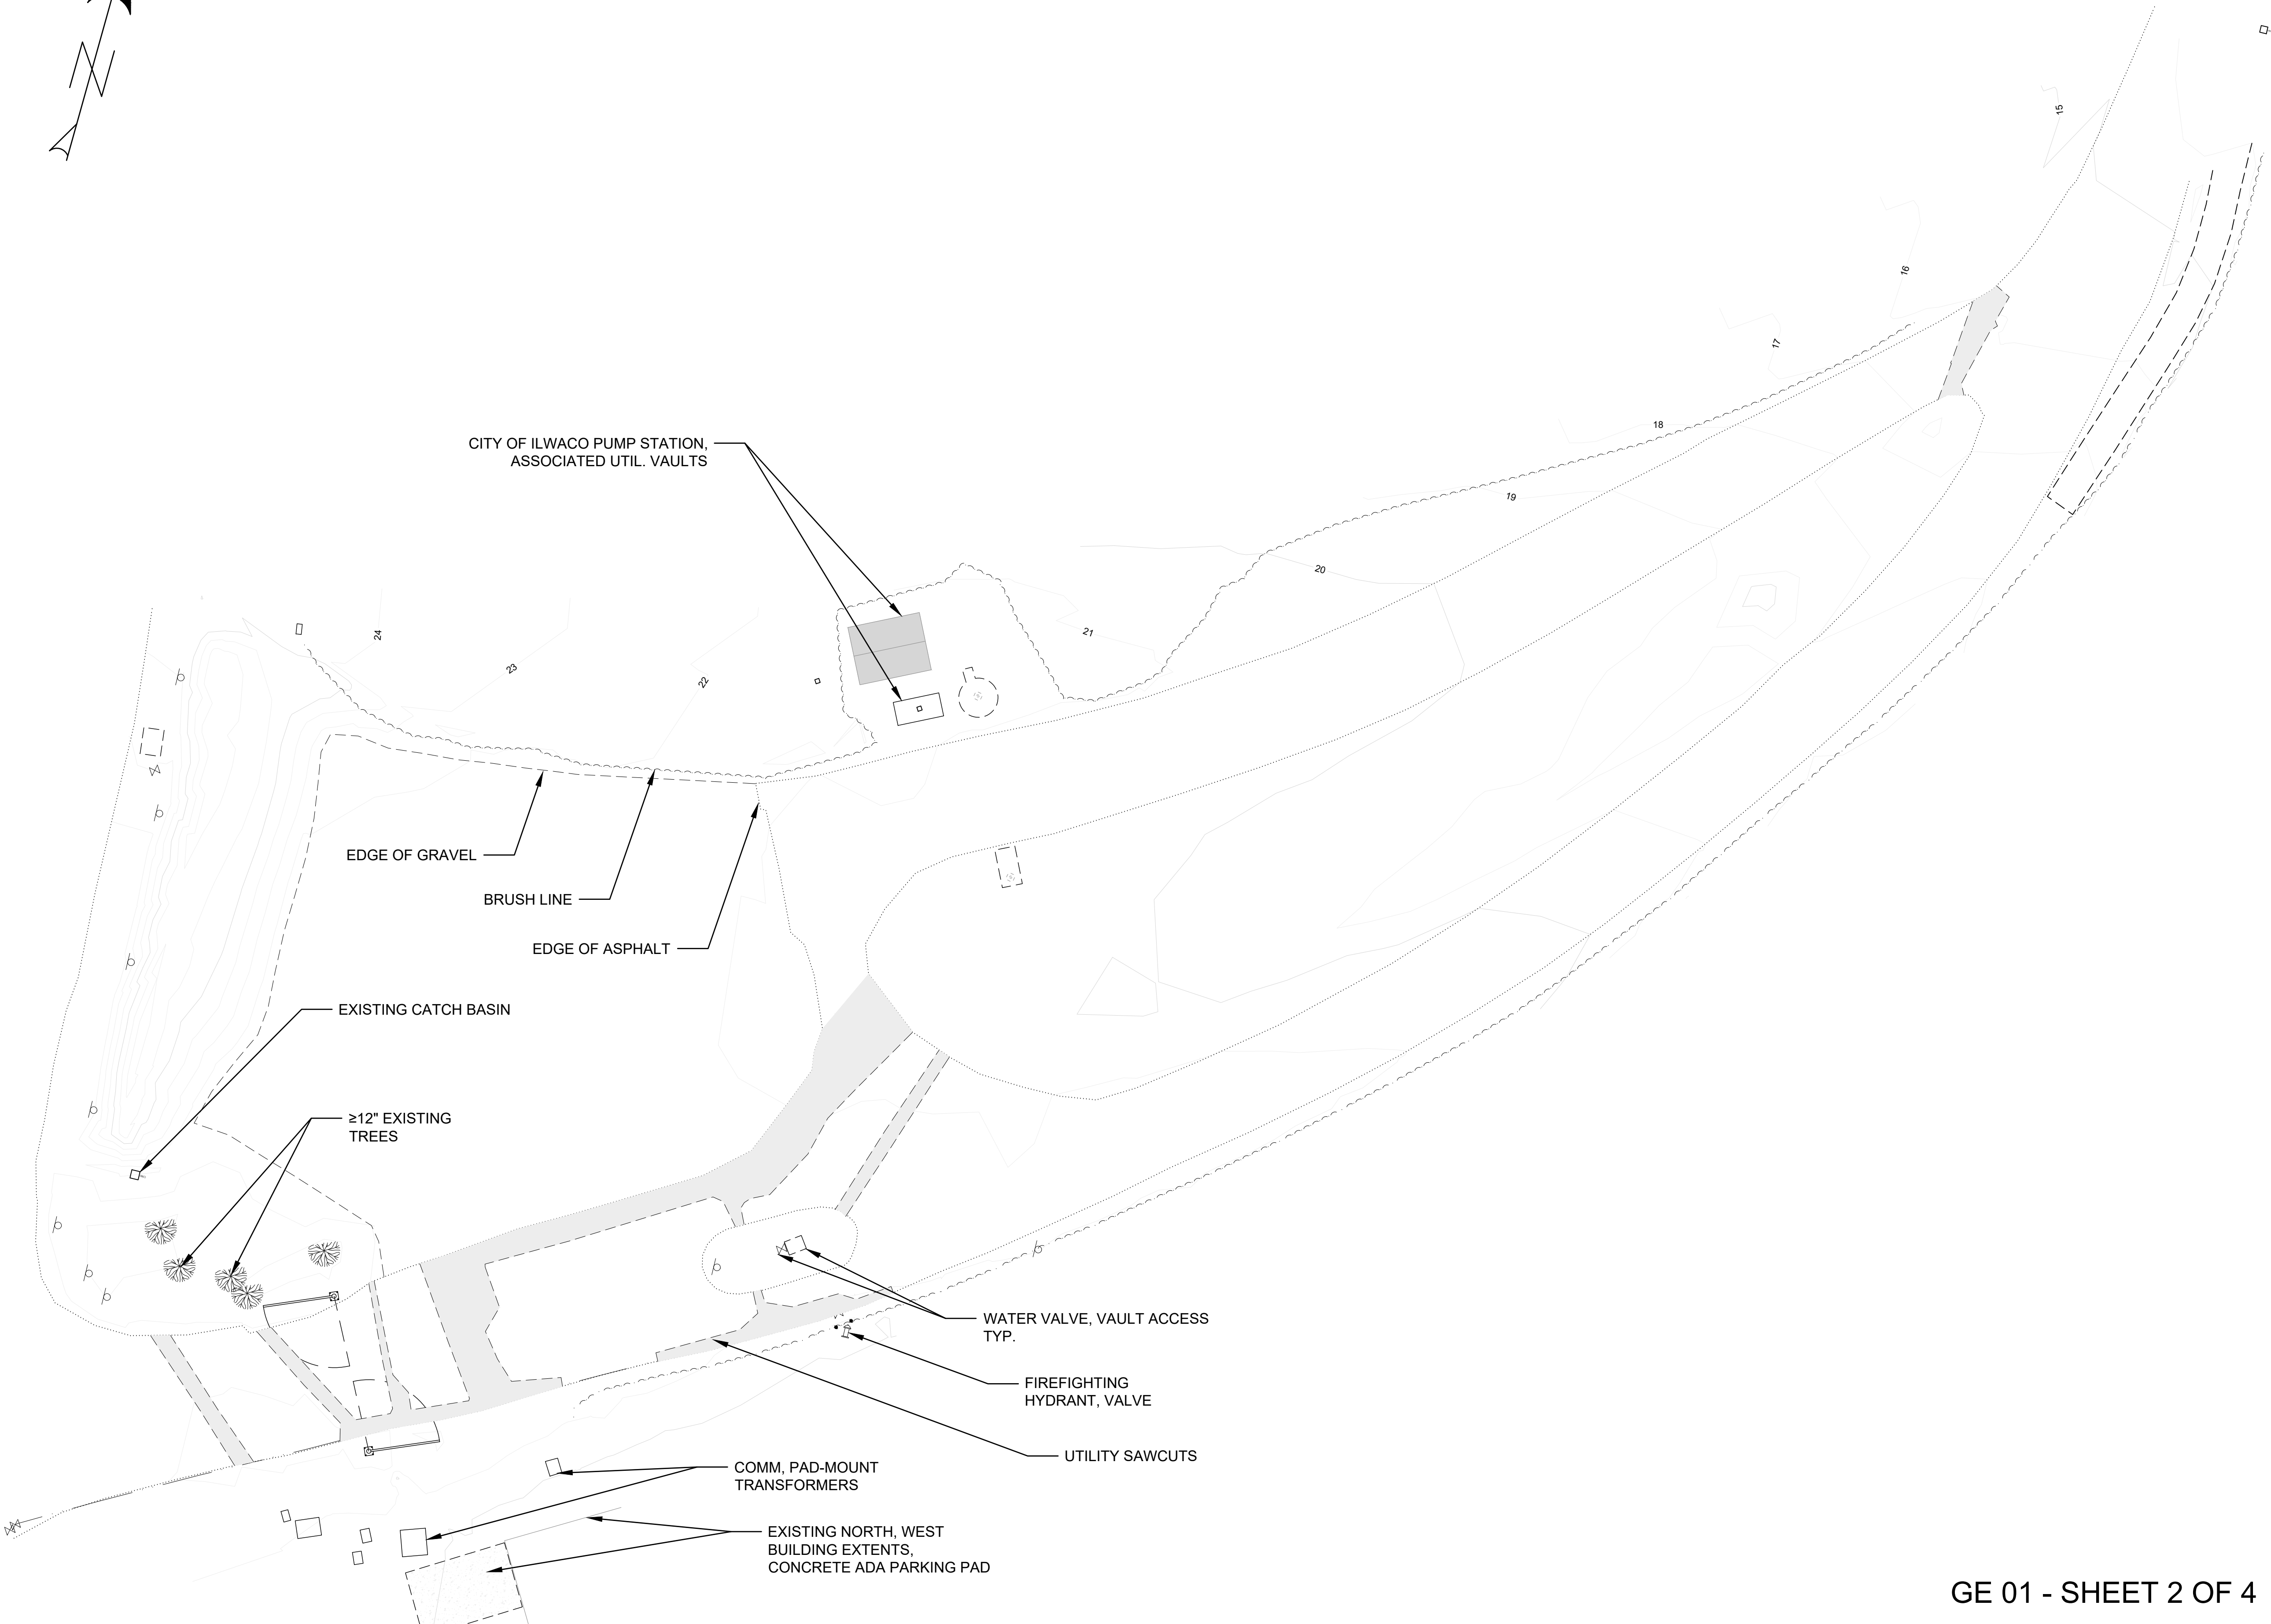 N
15
16
17
18
19
20
21
22
23
24
CITY OF ILWACO PUMP STATION,
ASSOCIATED UTIL. VAULTS
EDGE OF GRAVEL
BRUSH LINE
EDGE OF ASPHALT
EXISTING CATCH BASIN
≥12" EXISTING
TREES
WATER VALVE, VAULT ACCESS
TYP.
FIREFIGHTING
HYDRANT, VALVE
UTILITY SAWCUTS
COMM, PAD-MOUNT
TRANSFORMERS
EXISTING NORTH, WEST
BUILDING EXTENTS,
CONCRETE ADA PARKING PAD
GE 01 - SHEET 2 OF 4